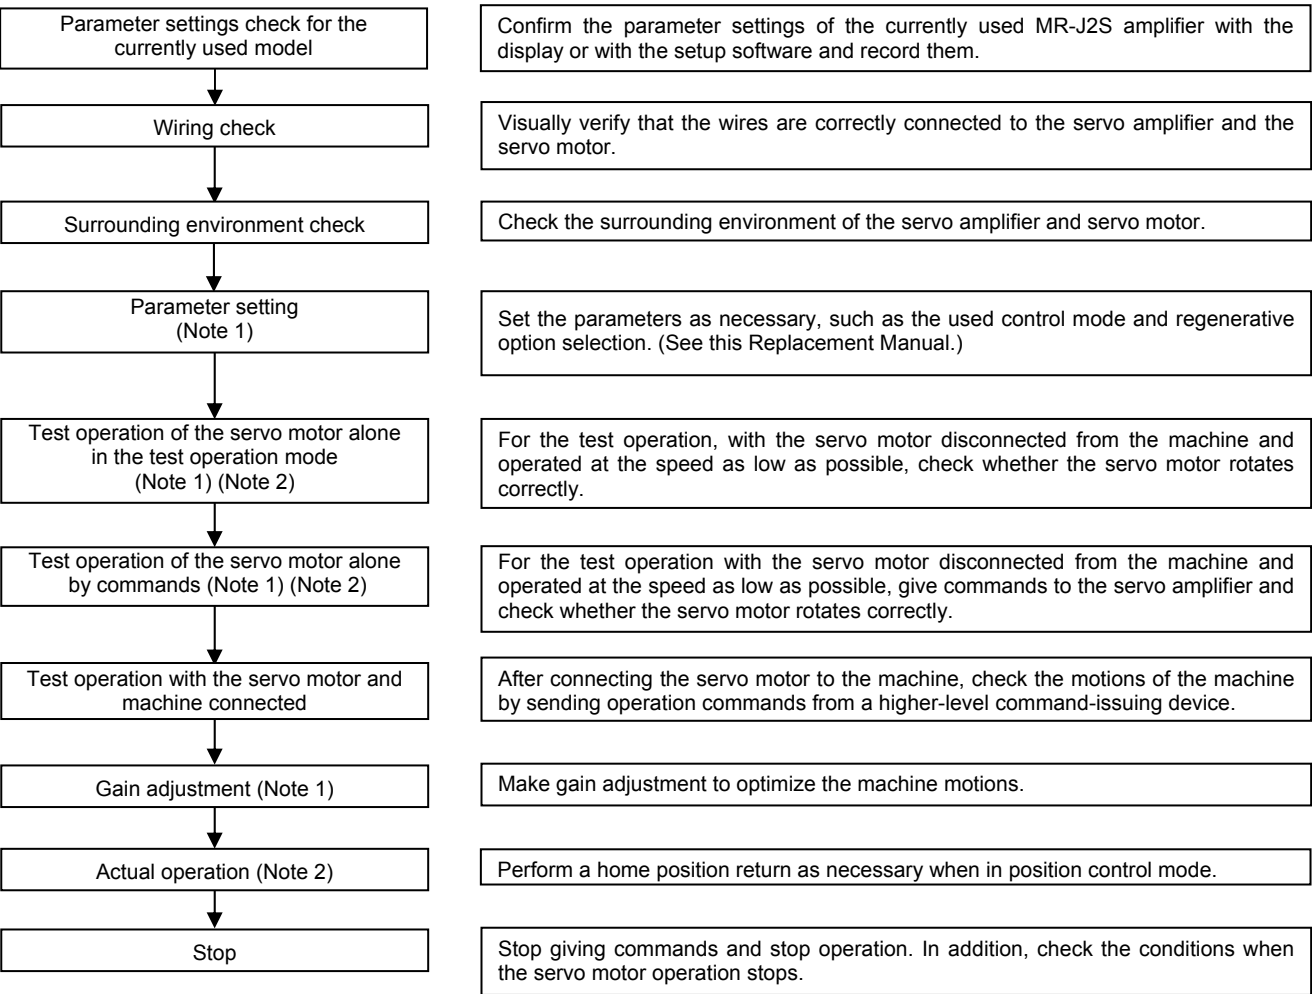 Parameter settings check for the
currently used model
Confirm the parameter settings of the currently used MR-J2S amplifier with the
display or with the setup software and record them.
Wiring check
Visually verify that the wires are correctly connected to the servo amplifier and the
servo motor.
Surrounding environment check
Check the surrounding environment of the servo amplifier and servo motor.
Parameter setting
(Note 1)
Set the parameters as necessary, such as the used control mode and regenerative
option selection. (See this Replacement Manual.)
Test operation of the servo motor alone
in the test operation mode
(Note 1) (Note 2)
For the test operation, with the servo motor disconnected from the machine and
operated at the speed as low as possible, check whether the servo motor rotates
correctly.
Test operation of the servo motor alone
by commands (Note 1) (Note 2)
For the test operation with the servo motor disconnected from the machine and
operated at the speed as low as possible, give commands to the servo amplifier and
check whether the servo motor rotates correctly.
Test operation with the servo motor and
machine connected
After connecting the servo motor to the machine, check the motions of the machine
by sending operation commands from a higher-level command-issuing device.
Gain adjustment (Note 1)
Make gain adjustment to optimize the machine motions.
Actual operation (Note 2)
Perform a home position return as necessary when in position control mode.
Stop
Stop giving commands and stop operation. In addition, check the conditions when
the servo motor operation stops.